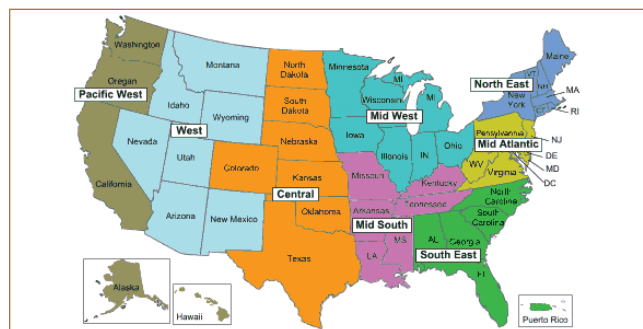 Washington
Oregon
Pacific West
California
Alaska
Hawaii
Montana
Idaho
Wyoming
West
Nevada
Utah
Arizona
New Mexico
North
Dakota
South
Dakota
Nebraska
Colorado
Kansas
Central
Oklahoma
Texas
Minnesota
MI
Wisconsin
MI
Mid West
Iowa
Illinois
IN
Ohio
Missouri
Kentucky
Tennessee
Arkansas
Mid South
LA
MS
Maine
North East
VT
NH
New
York
MA
CT
RI
Pennsylvania
NJ
Mid Atlantic
DE
WV
MD
Virginia
DC
North
Carolina
South
Carolina
AL
Georgia
South East
FL
Puerto Rico